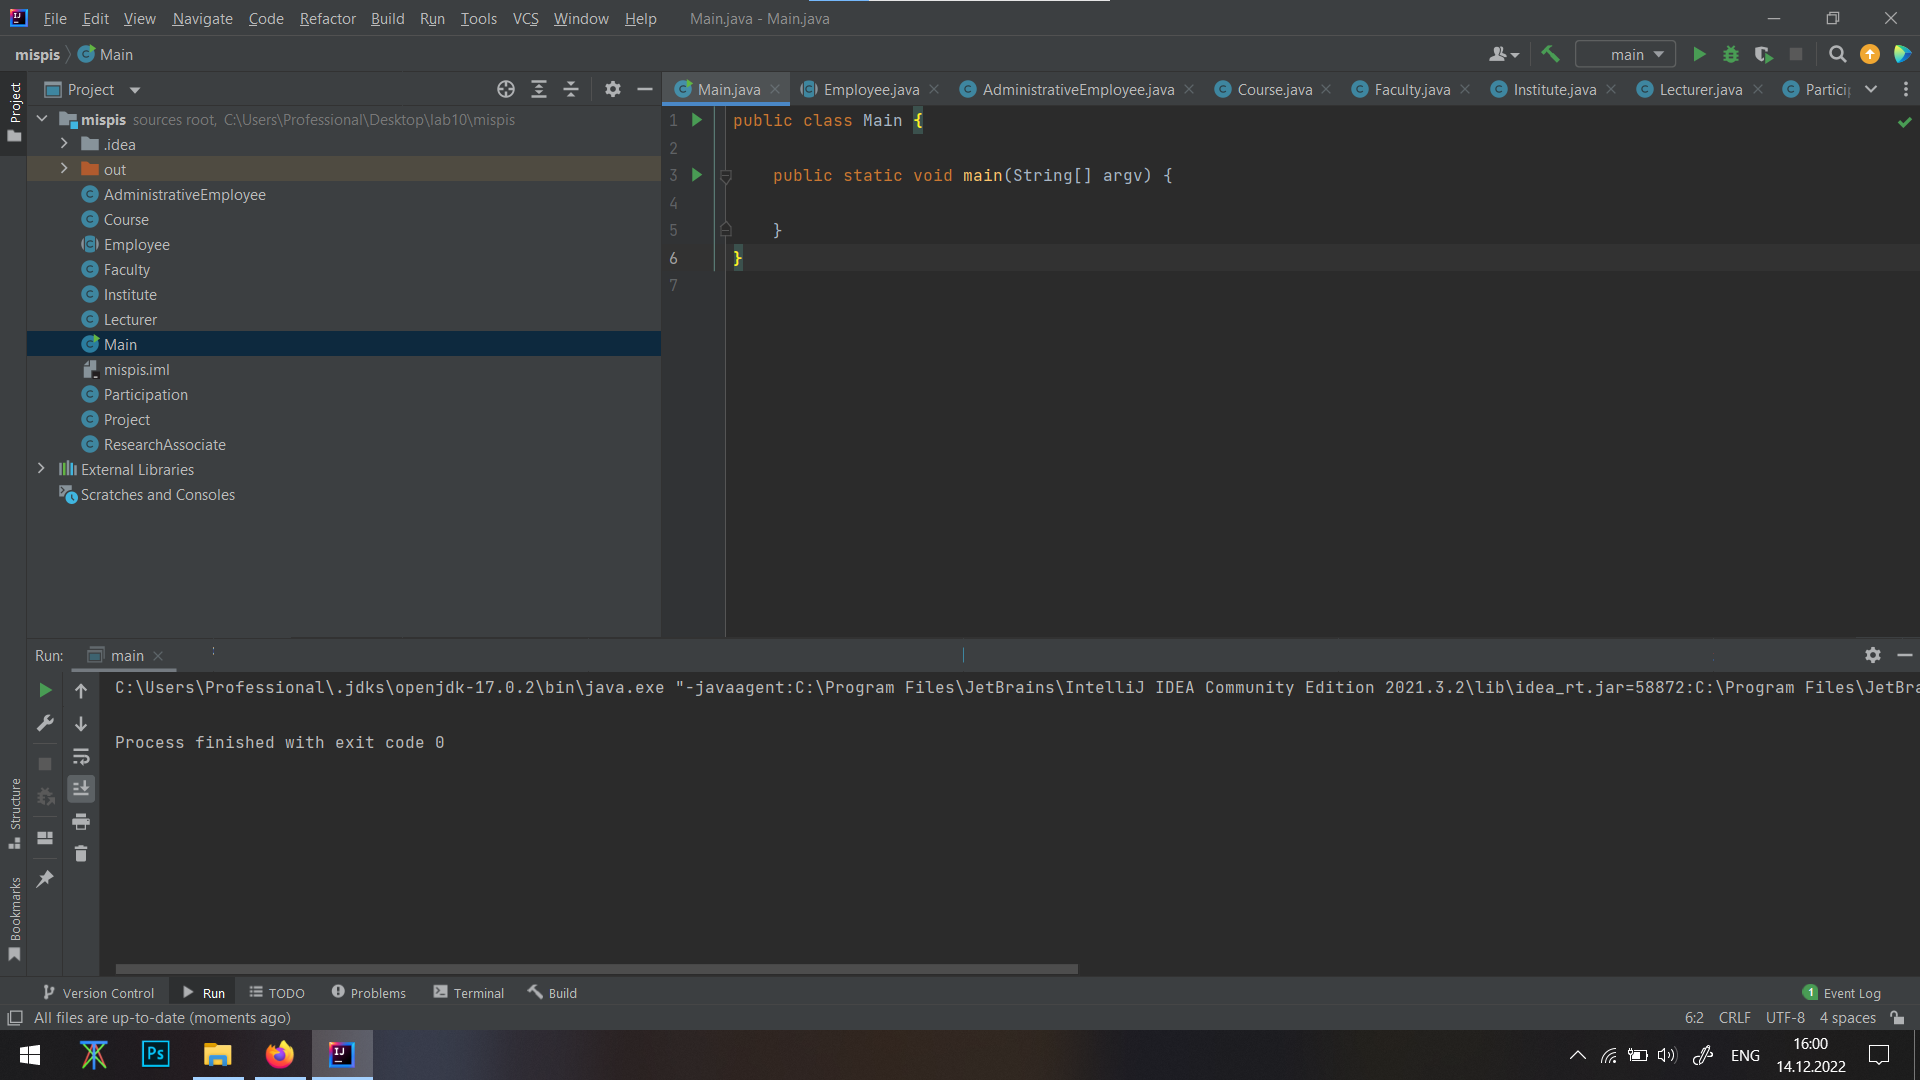 File Edit View Navigate Code Refactor Build Run Tools VCS Window Help Main.java - Main.java
mispis Main main
Project
Main.java Employee.java AdministrativeEmployee.java Course.java Faculty.java Institute.java Lecturer.java Partici
Project
mispis sources root, C:\Users\Professional\Desktop\lab10\mispis
.idea
out
AdministrativeEmployee
Course
Employee
Faculty
Institute
Lecturer
Main
mispis.iml
Participation
Project
ResearchAssociate
External Libraries
Scratches and Consoles
1 public class Main {
2
3 public static void main(String[] argv) {
4
5 }
6 }
7
Run: main
C:\Users\Professional\.jdks\openjdk-17.0.2\bin\java.exe "-javaagent:C:\Program Files\JetBrains\IntelliJ IDEA Community Edition 2021.3.2\lib\idea_rt.jar=58872:C:\Program Files\JetBra
Process finished with exit code 0
Structure
Bookmarks
Version Control Run TODO Problems Terminal Build 1 Event Log
All files are up-to-date (moments ago) 6:2 CRLF UTF-8 4 spaces
Ps IJ ENG 16:00
14.12.2022